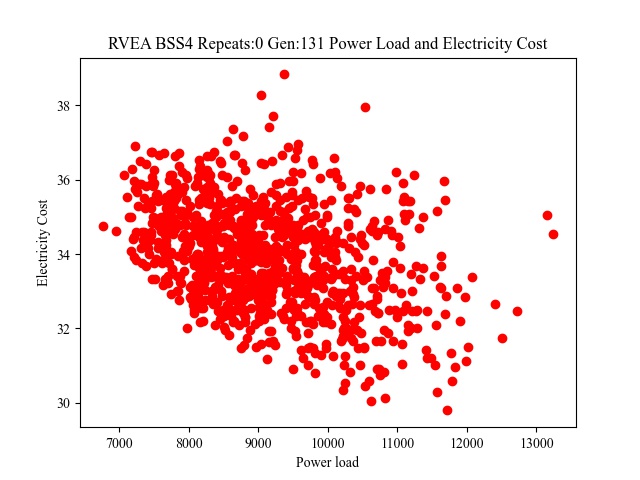 RVEA BSS4 Repeats:0 Gen:131 Power Load and Electricity Cost
38
36
34
32
30
Electricity Cost
7000 8000 9000 10000 11000 12000 13000
Power load